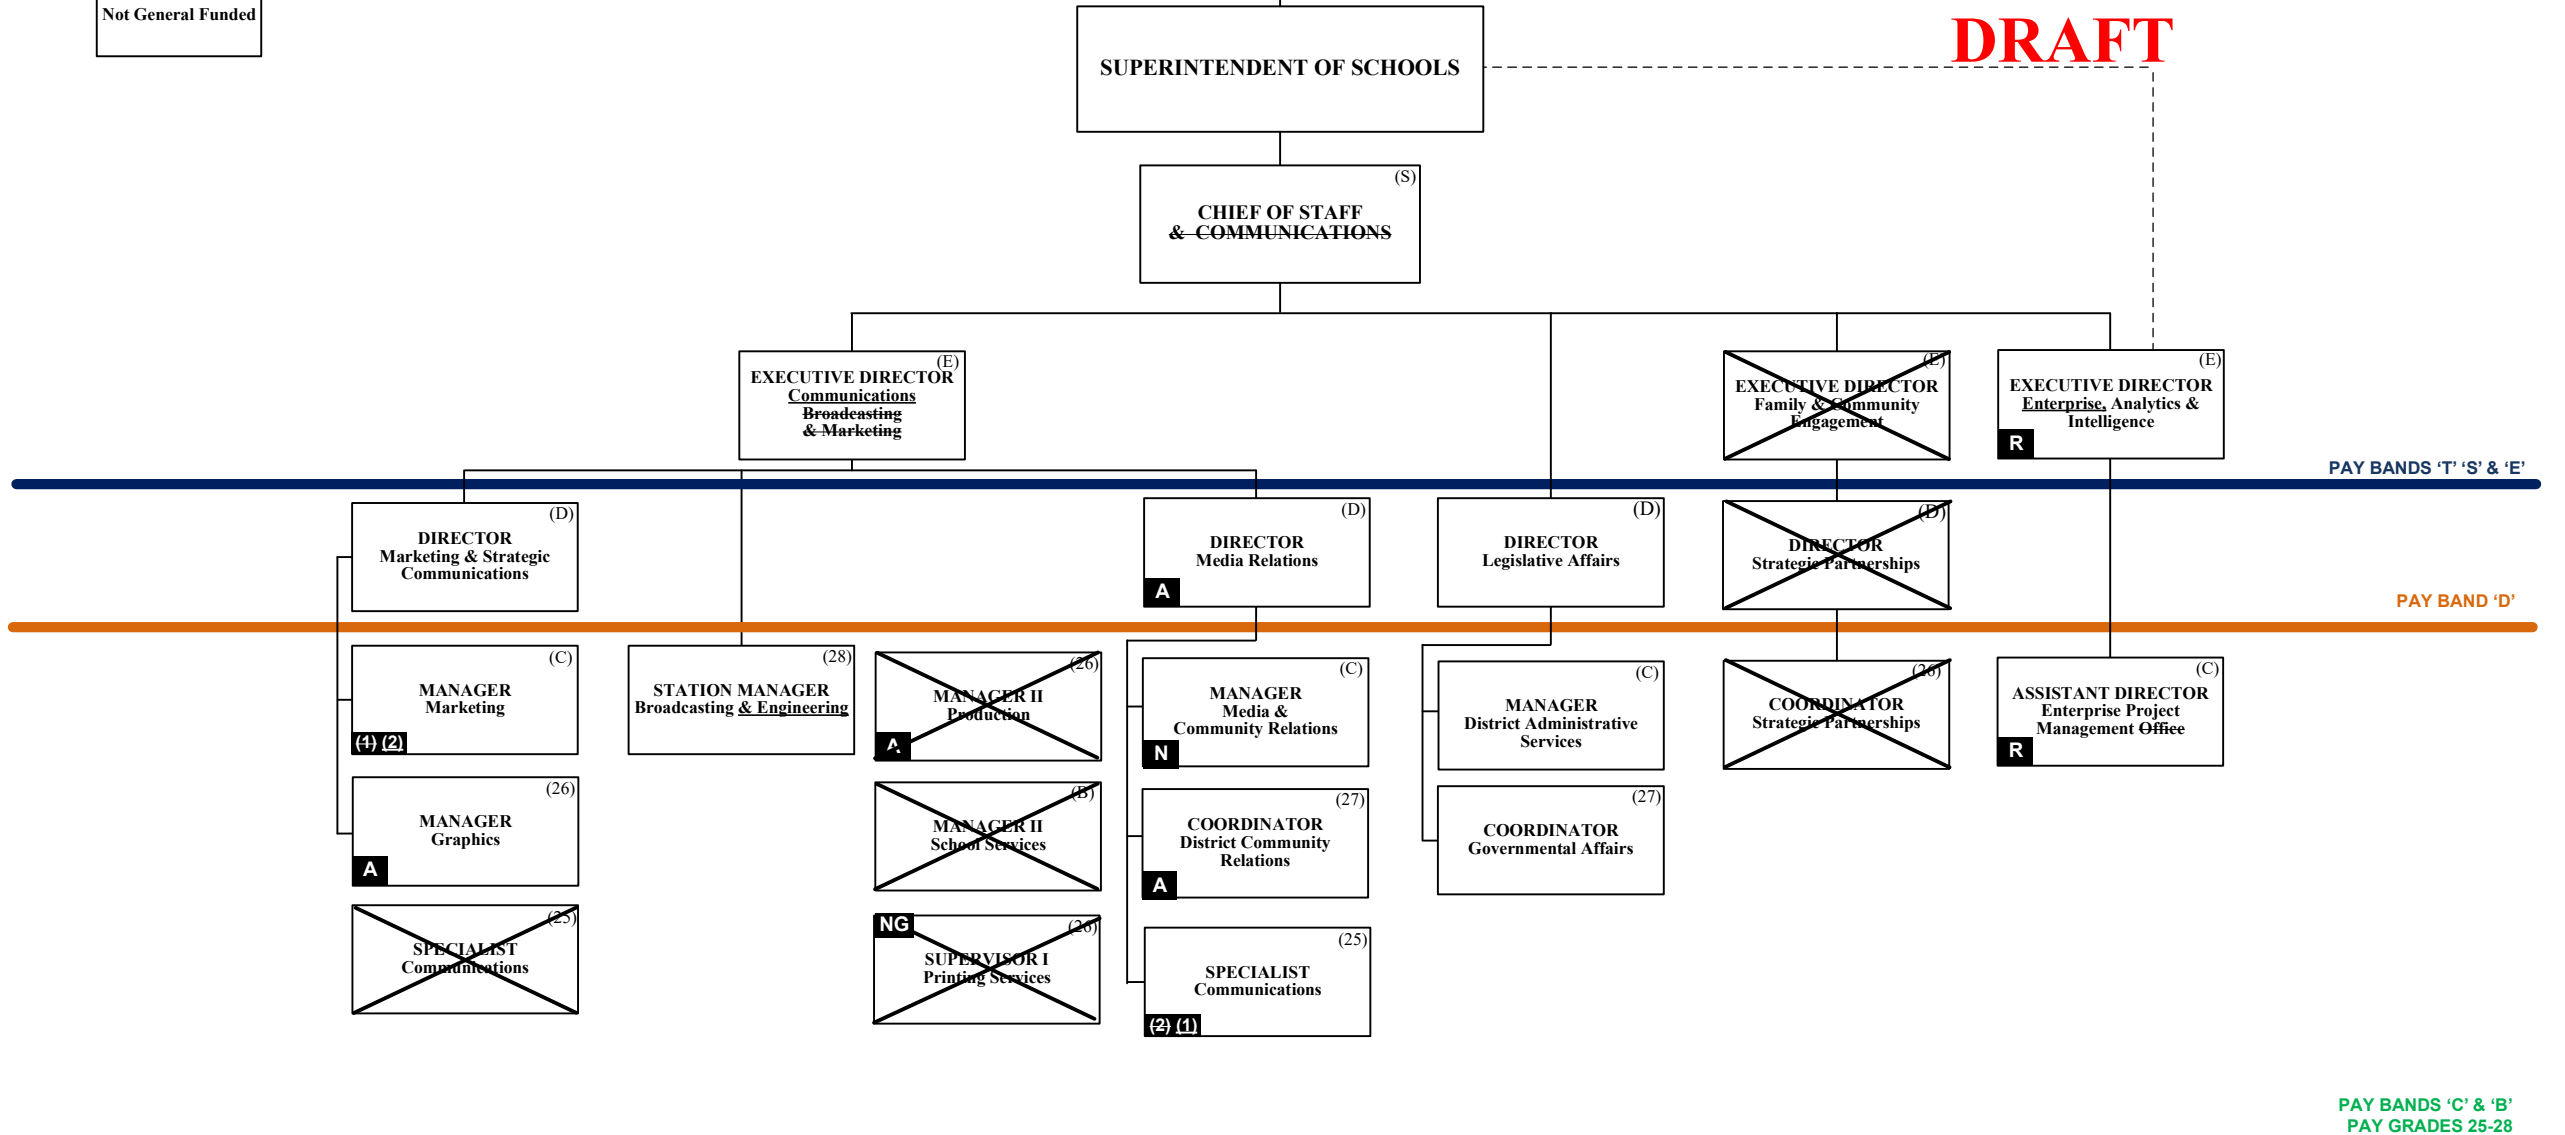 Not General Funded
DRAFT
SUPERINTENDENT OF SCHOOLS
(S)
CHIEF OF STAFF
& COMMUNICATIONS
(E)
EXECUTIVE DIRECTOR
Communications
Broadcasting
& Marketing
(E)
EXECUTIVE DIRECTOR
Family & Community
Engagement
(E)
EXECUTIVE DIRECTOR
Enterprise, Analytics &
Intelligence
R
PAY BANDS ‘T’ ‘S’ & ‘E’
(D)
DIRECTOR
Marketing & Strategic
Communications
(D)
DIRECTOR
Media Relations
A
(D)
DIRECTOR
Legislative Affairs
(D)
DIRECTOR
Strategic Partnerships
PAY BAND ‘D’
(C)
MANAGER
Marketing
(1) (2)
(28)
STATION MANAGER
Broadcasting & Engineering
(26)
MANAGER II
Production
A
(C)
MANAGER
Media &
Community Relations
N
(C)
MANAGER
District Administrative
Services
(26)
COORDINATOR
Strategic Partnerships
(C)
ASSISTANT DIRECTOR
Enterprise Project
Management Office
R
(26)
MANAGER
Graphics
A
(B)
MANAGER II
School Services
(27)
COORDINATOR
District Community
Relations
A
(27)
COORDINATOR
Governmental Affairs
(25)
SPECIALIST
Communications
NG
(26)
SUPERVISOR I
Printing Services
(25)
SPECIALIST
Communications
(2) (1)
PAY BANDS ‘C’ & ‘B’
PAY GRADES 25-28